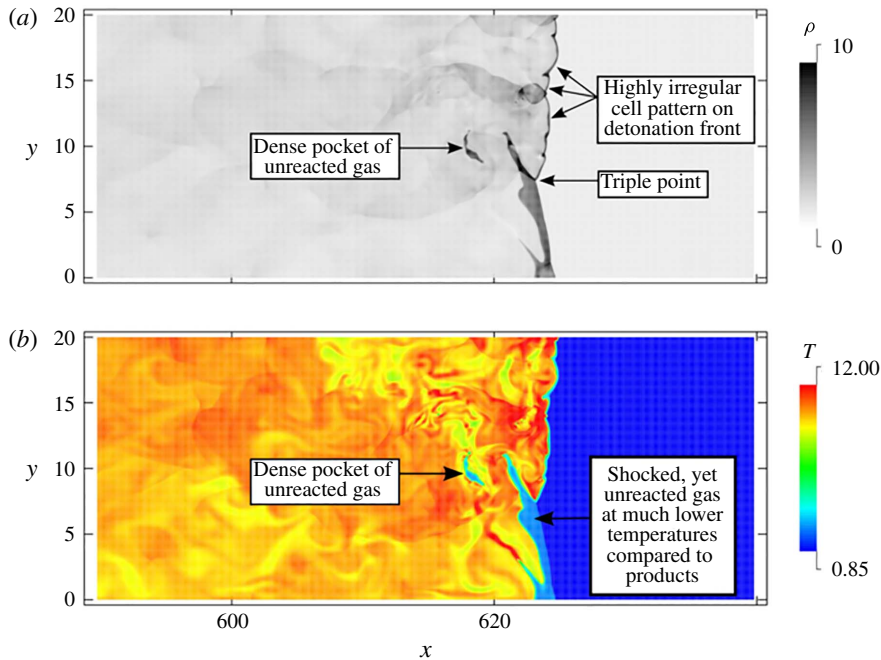 (a)
20
15
10
5
0
y
Dense pocket of
unreacted gas
Highly irregular
cell pattern on
detonation front
Triple point
ρ
10
0
(b)
20
15
10
5
0
y
Dense pocket of
unreacted gas
Shocked, yet
unreacted gas
at much lower
temperatures
compared to
products
T
12.00
0.85
600
620
x